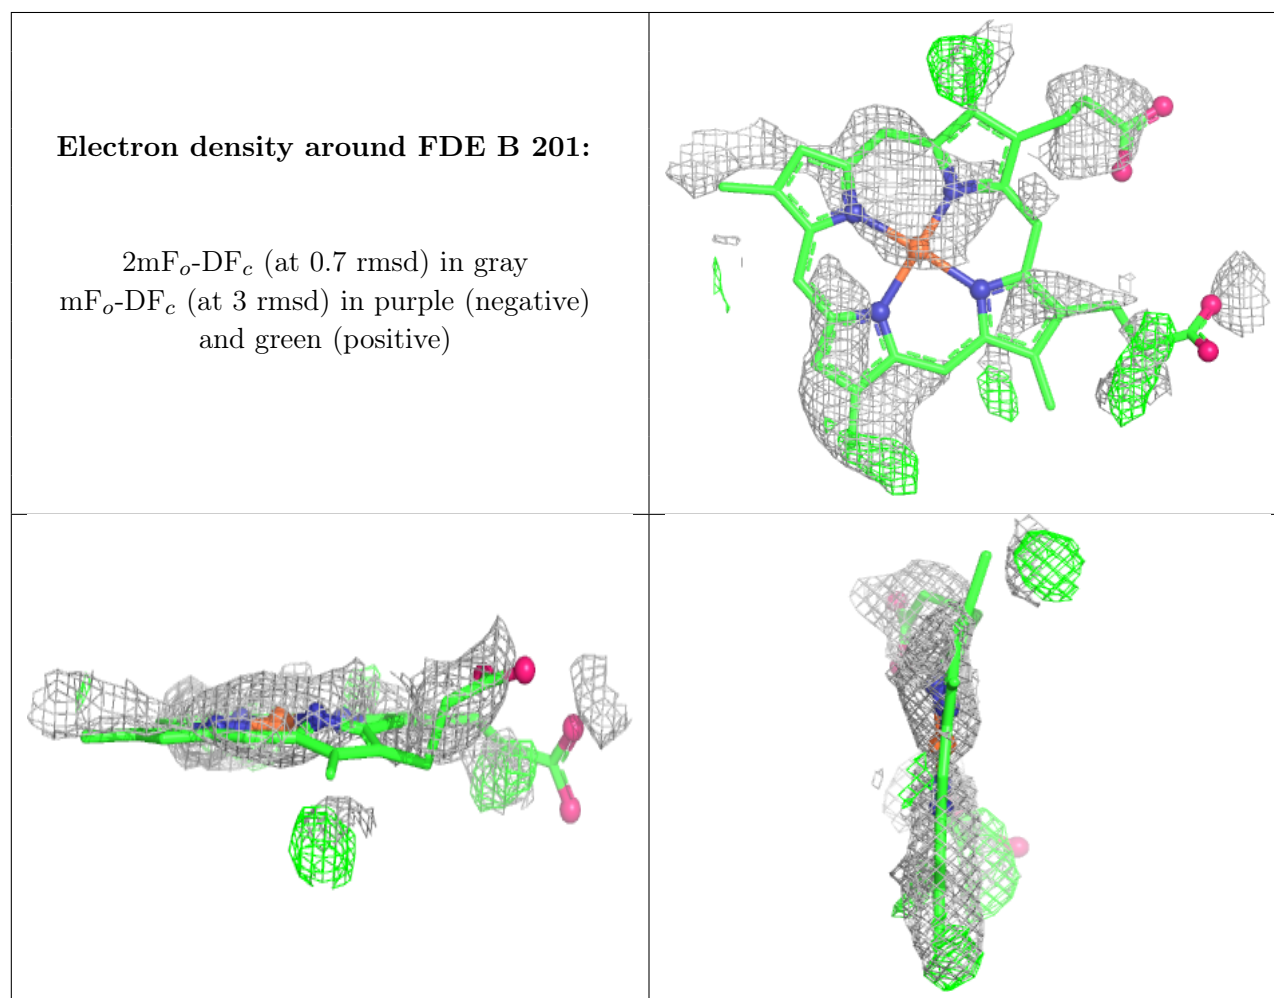 Electron density around FDE B 201:
2mFo-DFc (at 0.7 rmsd) in gray
mFo-DFc (at 3 rmsd) in purple (negative)
and green (positive)